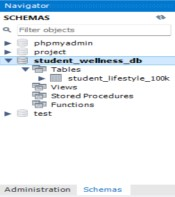 Navigator
SCHEMAS
Filter objects
phpmyadmin
project
student_wellness_db
Tables
student_lifestyle_100k
Views
Stored Procedures
Functions
test
Administration Schemas